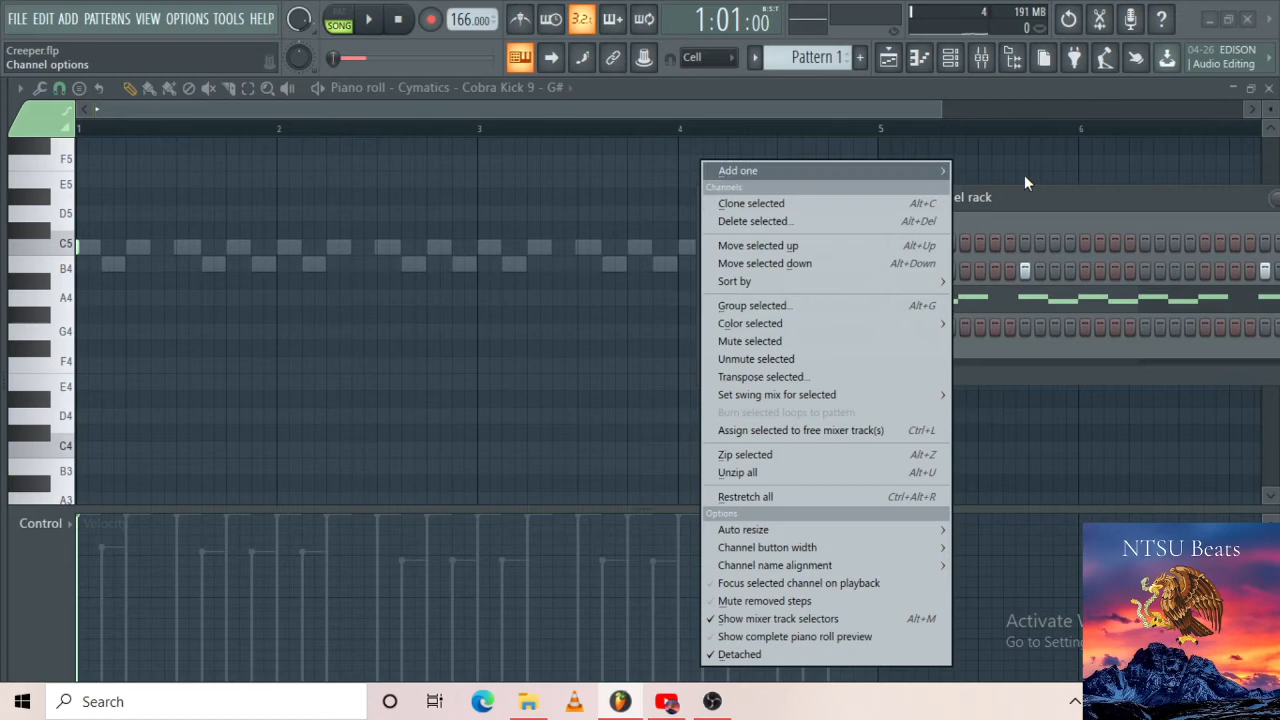 FILE EDIT ADD PATTERNS VIEW OPTIONS TOOLS HELP
PAT
SONG
166.000
3.2:
1:01:00
B:S:T
4
191 MB
0
Creeper.flp
Channel options
Cell
Pattern 1
04-26 EDISON
Audio Editing
Piano roll - Cymatics - Cobra Kick 9 - G#
1 2 3 4 5 6
F5
E5
D5
C5
B4
A4
G4
F4
E4
D4
C4
B3
A3
el rack
Add one
Channels
Clone selected Alt+C
Delete selected... Alt+Del
Move selected up Alt+Up
Move selected down Alt+Down
Sort by
Group selected... Alt+G
Color selected
Mute selected
Unmute selected
Transpose selected...
Set swing mix for selected
Burn selected loops to pattern
Assign selected to free mixer track(s) Ctrl+L
Zip selected Alt+Z
Unzip all Alt+U
Restretch all Ctrl+Alt+R
Options
Auto resize
Channel button width
Channel name alignment
Focus selected channel on playback
Mute removed steps
Show mixer track selectors Alt+M
Show complete piano roll preview
Detached
Control
Velocity
NTSU Beats
Activate W
Go to Setting
Search